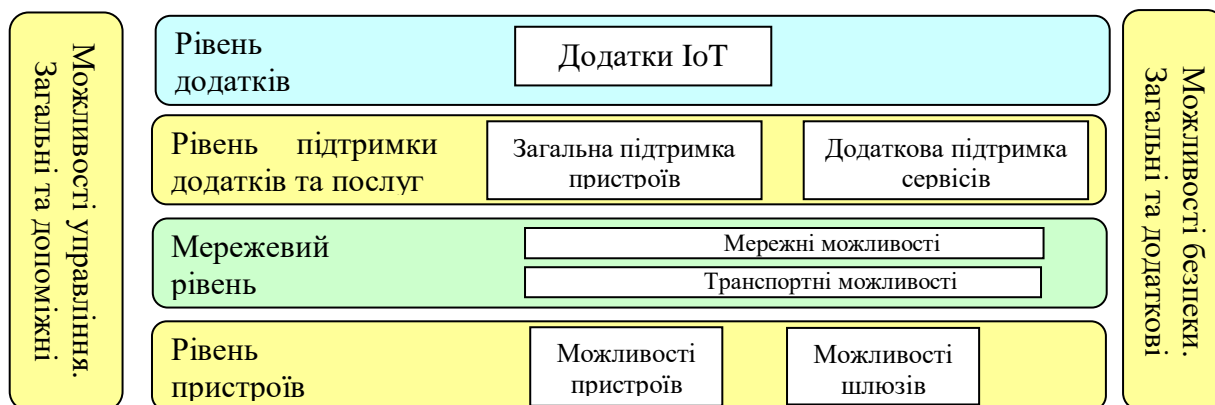 Можливості управління.
Загальні та допоміжні
Рівень
додатків
Додатки ІоТ
Рівень підтримки
додатків та послуг
Загальна підтримка
пристроїв
Додаткова підтримка
сервісів
Мережевий
рівень
Мережні можливості
Транспортні можливості
Рівень
пристроїв
Можливості
пристроїв
Можливості
шлюзів
Можливості безпеки.
Загальні та додаткові